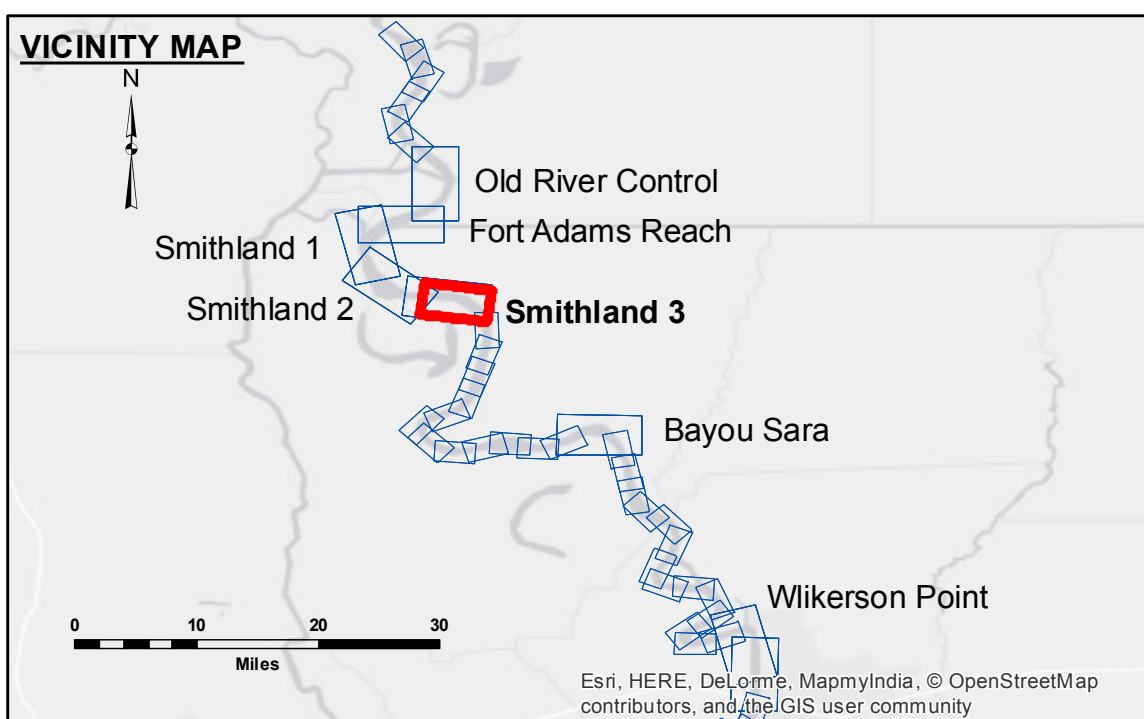 VICINITY MAP
N
Old River Control
Fort Adams Reach
Smithland 1
Smithland 2
Smithland 3
Bayou Sara
Wlikerson Point
0 10 20 30
Miles
Esri, HERE, DeLorme, MapmyIndia, © OpenStreetMap
contributors, and the GIS user community